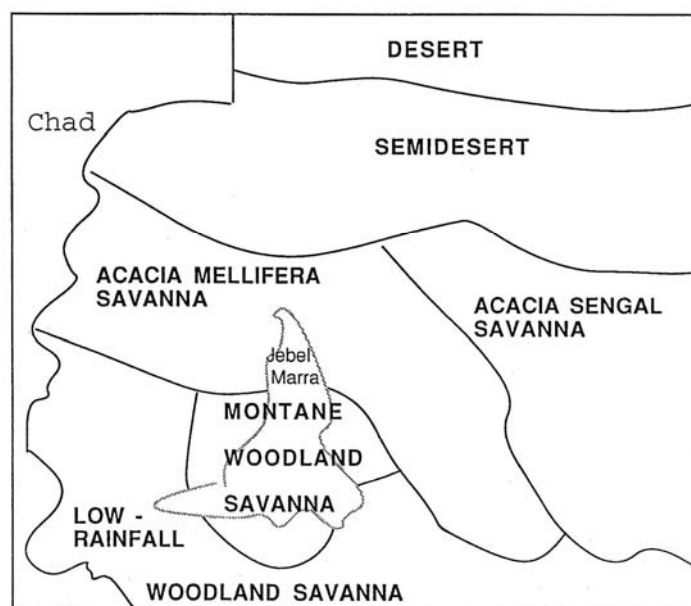 DESERT
Chad
SEMIDESERT
ACACIA MELLIFERA
SAVANNA
ACACIA SENGAL
SAVANNA
Jebel
Marra
MONTANE
WOODLAND
SAVANNA
LOW -
RAINFALL
WOODLAND SAVANNA